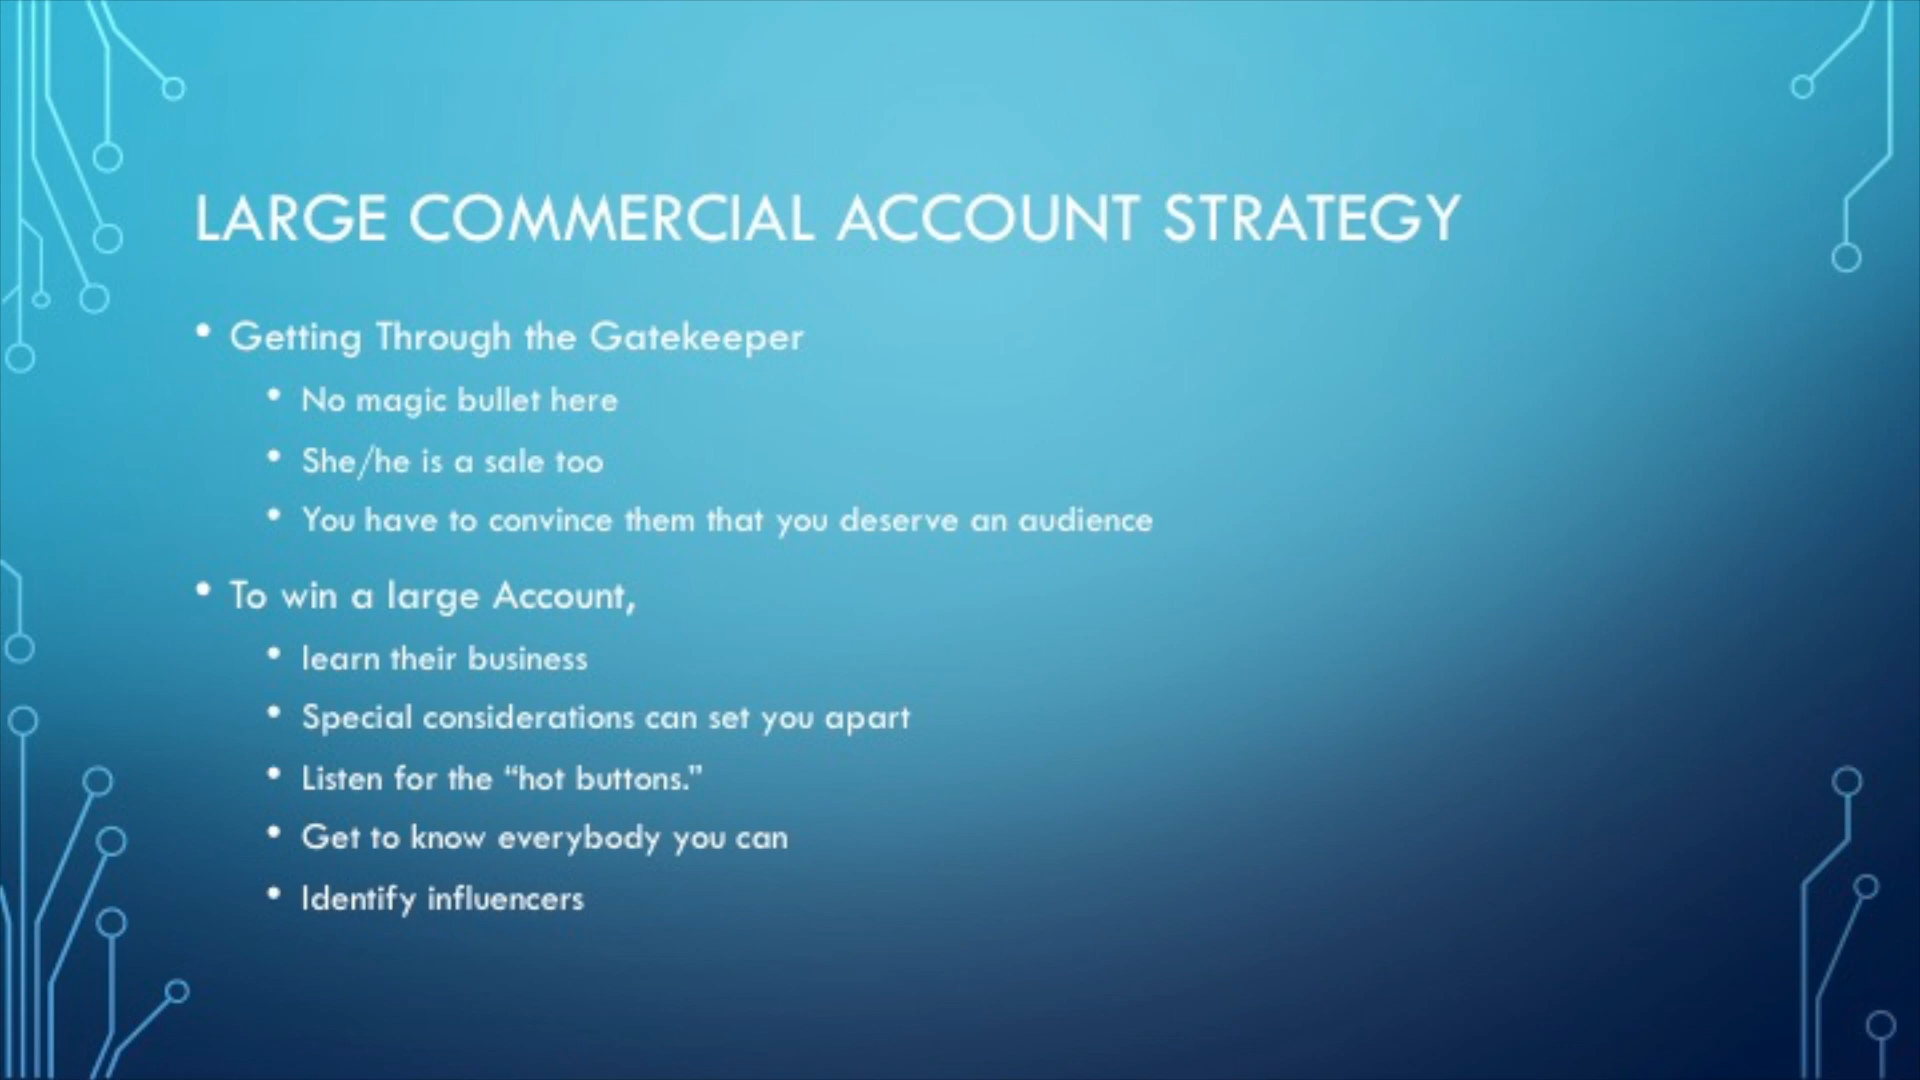 LARGE COMMERCIAL ACCOUNT STRATEGY
• Getting Through the Gatekeeper
• No magic bullet here
• She/he is a sale too
• You have to convince them that you deserve an audience
• To win a large Account,
• learn their business
• Special considerations can set you apart
• Listen for the “hot buttons.”
• Get to know everybody you can
• Identify influencers